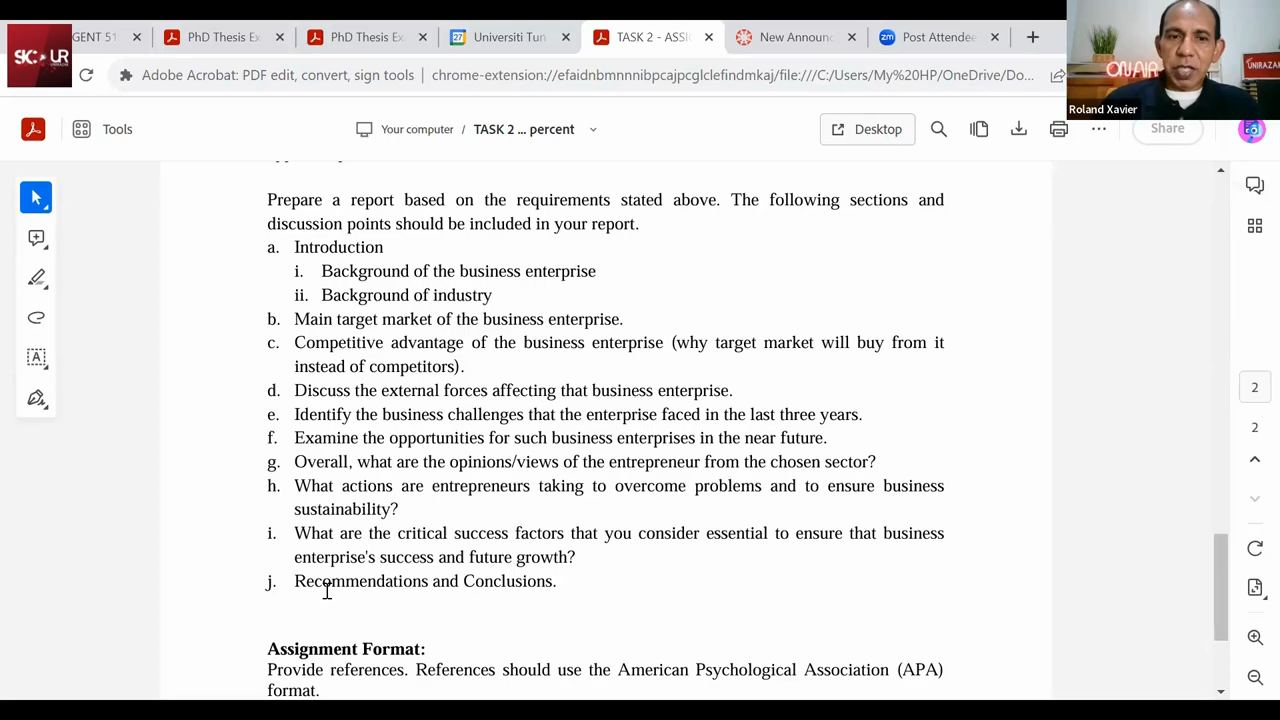 GENT 51
PhD Thesis Ex
PhD Thesis Ex
Universiti Tun
TASK 2 - ASSI
New Announc
Post Attendee
SK UR
UNIRAZAK
Adobe Acrobat: PDF edit, convert, sign tools
chrome-extension://efaidnbmnnnibpcajpcglclefindmkaj/file:///C:/Users/My%20HP/OneDrive/Do...
ON AIR
UNIRAZAK
Roland Xavier
Tools
Your computer / TASK 2 ... percent
Desktop
Share
Prepare a report based on the requirements stated above. The following sections and
discussion points should be included in your report.
a. Introduction
i. Background of the business enterprise
ii. Background of industry
b. Main target market of the business enterprise.
c. Competitive advantage of the business enterprise (why target market will buy from it
instead of competitors).
d. Discuss the external forces affecting that business enterprise.
e. Identify the business challenges that the enterprise faced in the last three years.
f. Examine the opportunities for such business enterprises in the near future.
g. Overall, what are the opinions/views of the entrepreneur from the chosen sector?
h. What actions are entrepreneurs taking to overcome problems and to ensure business
sustainability?
i. What are the critical success factors that you consider essential to ensure that business
enterprise's success and future growth?
j. Recommendations and Conclusions.
Assignment Format:
Provide references. References should use the American Psychological Association (APA)
format.
2
2